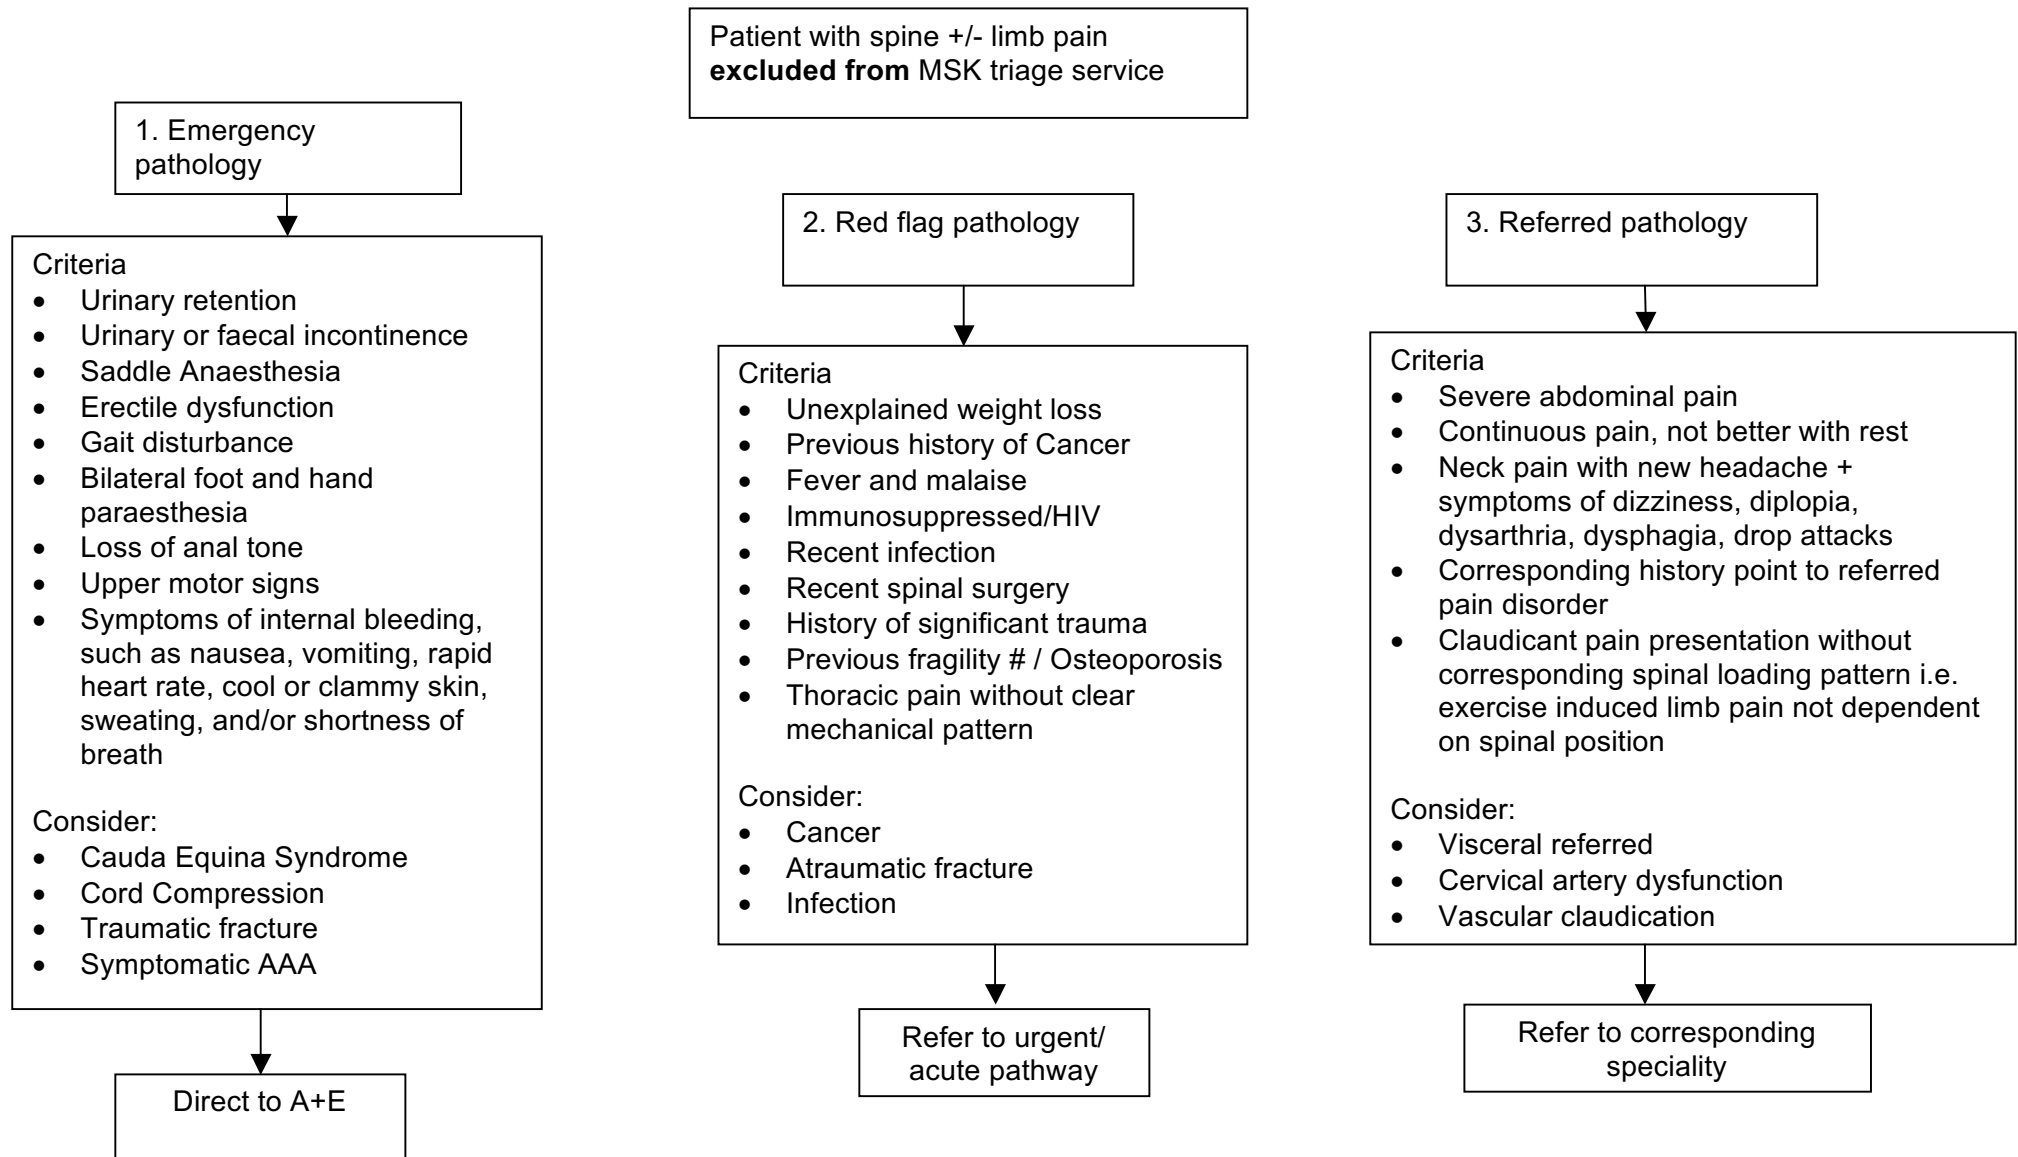 Patient with spine +/- limb pain
excluded from MSK triage service
1. Emergency
pathology
Criteria
• Urinary retention
• Urinary or faecal incontinence
• Saddle Anaesthesia
• Erectile dysfunction
• Gait disturbance
• Bilateral foot and hand
paraesthesia
• Loss of anal tone
• Upper motor signs
• Symptoms of internal bleeding,
such as nausea, vomiting, rapid
heart rate, cool or clammy skin,
sweating, and/or shortness of
breath
Consider:
• Cauda Equina Syndrome
• Cord Compression
• Traumatic fracture
• Symptomatic AAA
Direct to A+E
2. Red flag pathology
Criteria
• Unexplained weight loss
• Previous history of Cancer
• Fever and malaise
• Immunosuppressed/HIV
• Recent infection
• Recent spinal surgery
• History of significant trauma
• Previous fragility # / Osteoporosis
• Thoracic pain without clear
mechanical pattern
Consider:
• Cancer
• Atraumatic fracture
• Infection
Refer to urgent/
acute pathway
3. Referred pathology
Criteria
• Severe abdominal pain
• Continuous pain, not better with rest
• Neck pain with new headache +
symptoms of dizziness, diplopia,
dysarthria, dysphagia, drop attacks
• Corresponding history point to referred
pain disorder
• Claudicant pain presentation without
corresponding spinal loading pattern i.e.
exercise induced limb pain not dependent
on spinal position
Consider:
• Visceral referred
• Cervical artery dysfunction
• Vascular claudication
Refer to corresponding
speciality